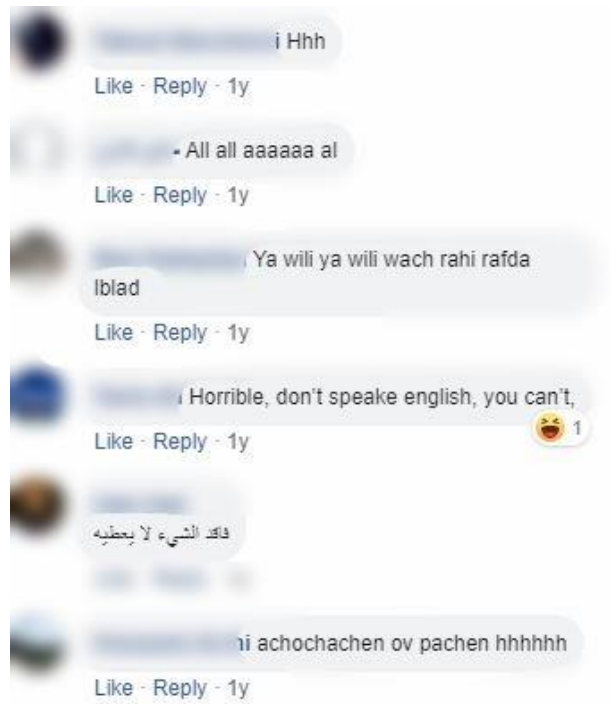 i Hhh
Like · Reply · 1y
- All all aaaaaa al
Like · Reply · 1y
Ya wili ya wili wach rahi rafda
lblad
Like · Reply · 1y
Horrible, don't speake english, you can't,
1
Like · Reply · 1y
فاقد الشيء لا يعطيه
hi achochachen ov pachen hhhhhh
Like · Reply · 1y